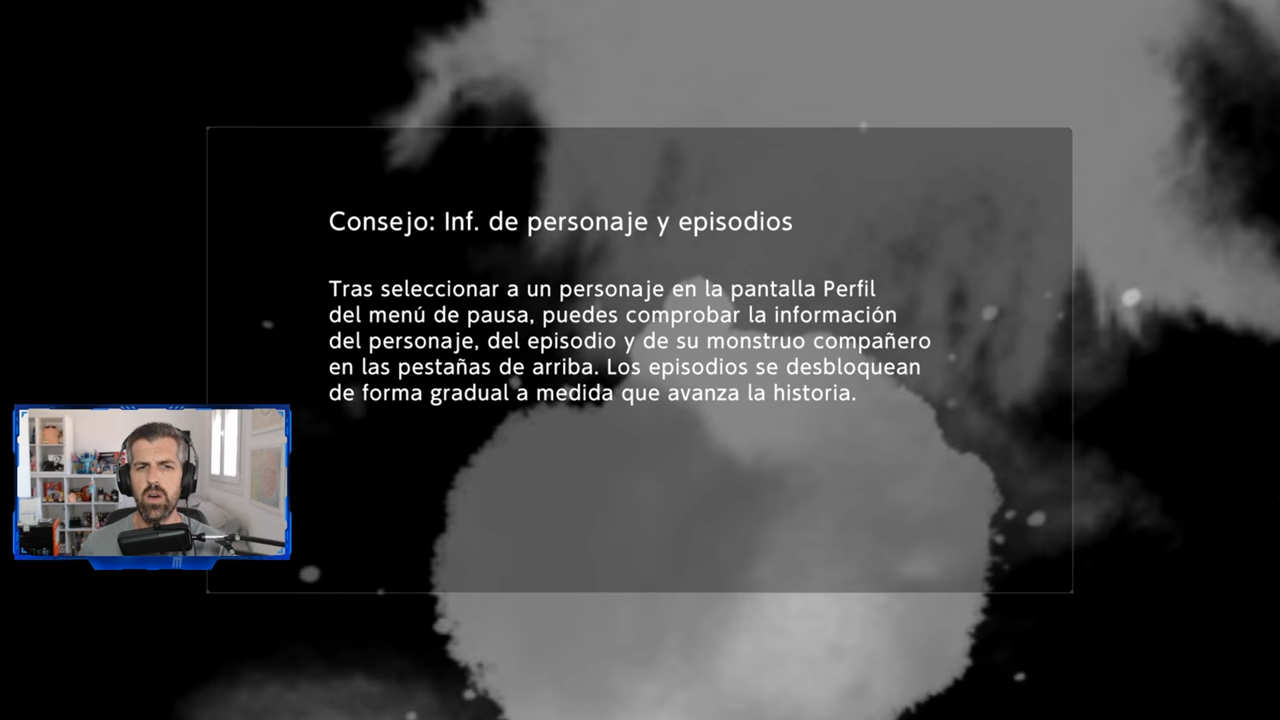 Consejo: Inf. de personaje y episodios
Tras seleccionar a un personaje en la pantalla Perfil
del menú de pausa, puedes comprobar la información
del personaje, del episodio y de su monstruo compañero
en las pestañas de arriba. Los episodios se desbloquean
de forma gradual a medida que avanza la historia.